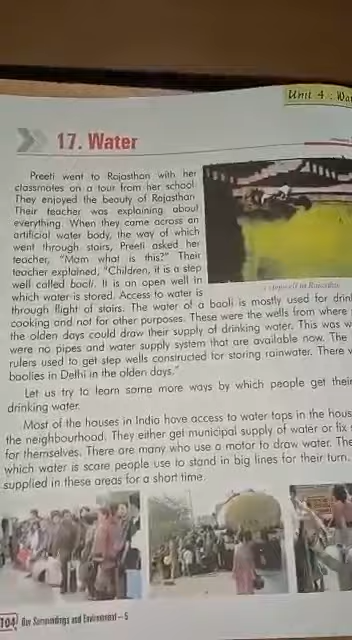 Unit 4 : Wat
17. Water
Preeti went to Rajasthan with her
classmates on a tour from her school.
They enjoyed the beauty of Rajasthan.
Their teacher was explaining about
everything. When they came across an
artificial water body, the way of which
went through stairs, Preeti asked her
teacher, "Mam what is this?" Their
teacher explained, "Children, it is a step
well called baoli. It is an open well in
which water is stored. Access to water is
a stepwell in Rajasthan
through flight of stairs. The water of a baoli is mostly used for drin
cooking and not for other purposes. These were the wells from where
the olden days could draw their supply of drinking water. This was w
were no pipes and water supply system that are available now. The
rulers used to get step wells constructed for storing rainwater. There
baolies in Delhi in the olden days."
Let us try to learn some more ways by which people get their
drinking water.
Most of the houses in India have access to water taps in the hous
the neighbourhood. They either get municipal supply of water or fix
for themselves. There are many who use a motor to draw water. The
which water is scare people use to stand in big lines for their turn.
supplied in these areas for a short time.
104 Our Surroundings and Environment – 5